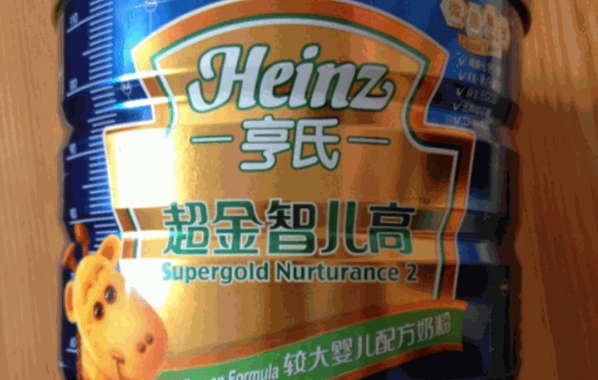 Heinz
亨氏
超金智儿高
Supergold Nurturance 2
Formula 较大婴儿配方奶粉